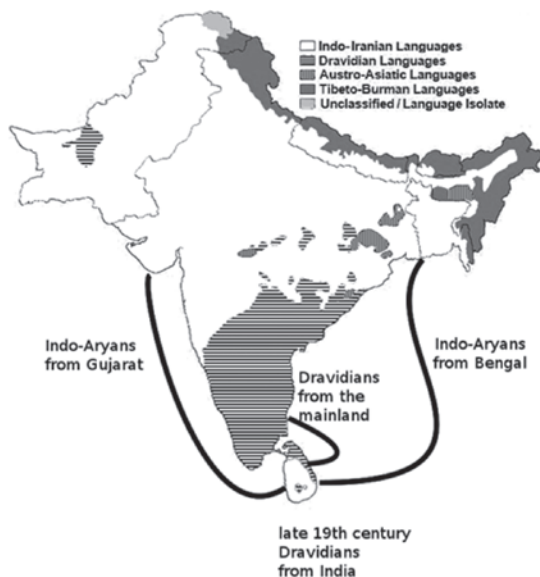 Indo-Iranian Languages
Dravidian Languages
Austro-Asiatic Languages
Tibeto-Burman Languages
Unclassified / Language Isolate
Indo-Aryans
from Gujarat
Dravidians
from the
mainland
Indo-Aryans
from Bengal
late 19th century
Dravidians
from India